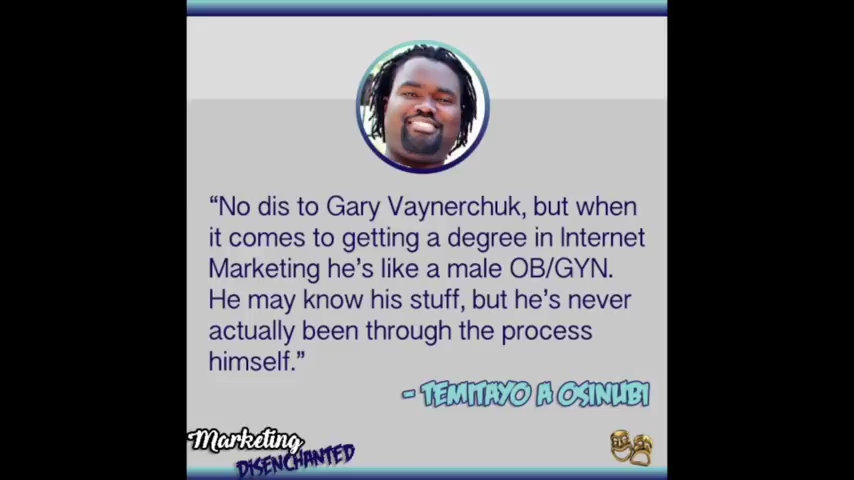 “No dis to Gary Vaynerchuk, but when
it comes to getting a degree in Internet
Marketing he’s like a male OB/GYN.
He may know his stuff, but he’s never
actually been through the process
himself.”
- TEMITAYO A OSINUBI
Marketing
DISENCHANTED